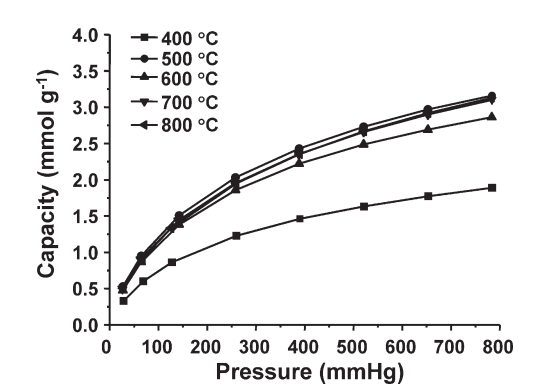 4.0
3.5
3.0
2.5
2.0
1.5
1.0
0.5
0.0
Capacity (mmol g⁻¹)
400 °C
500 °C
600 °C
700 °C
800 °C
0 100 200 300 400 500 600 700 800
Pressure (mmHg)